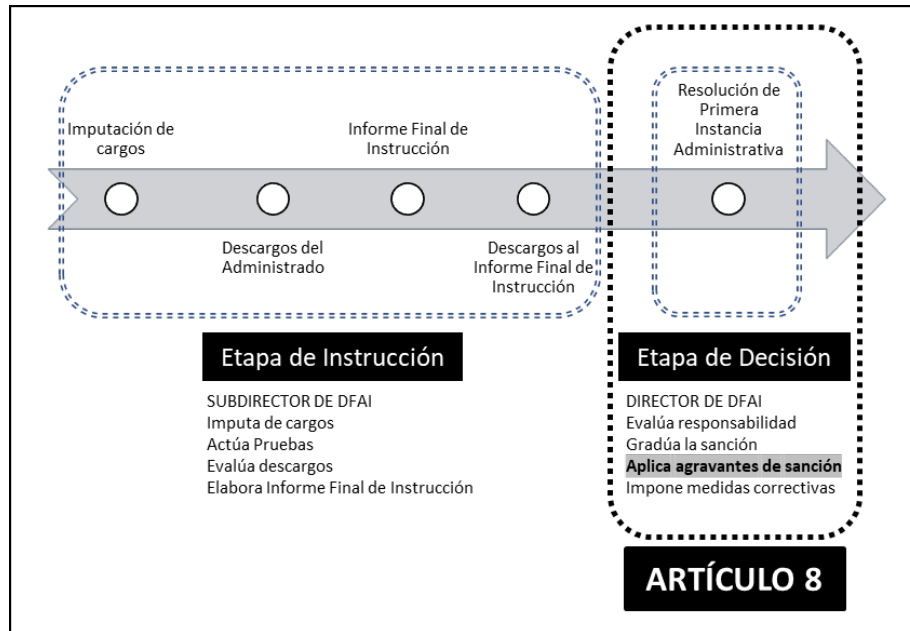 Imputación de
cargos
Informe Final de
Instrucción
Resolución de
Primera
Instancia
Administrativa
Descargos del
Administrado
Descargos al
Informe Final de
Instrucción
Etapa de Instrucción
SUBDIRECTOR DE DFAI
Imputa de cargos
Actúa Pruebas
Evalúa descargos
Elabora Informe Final de Instrucción
Etapa de Decisión
DIRECTOR DE DFAI
Evalúa responsabilidad
Gradúa la sanción
Aplica agravantes de sanción
Impone medidas correctivas
ARTÍCULO 8